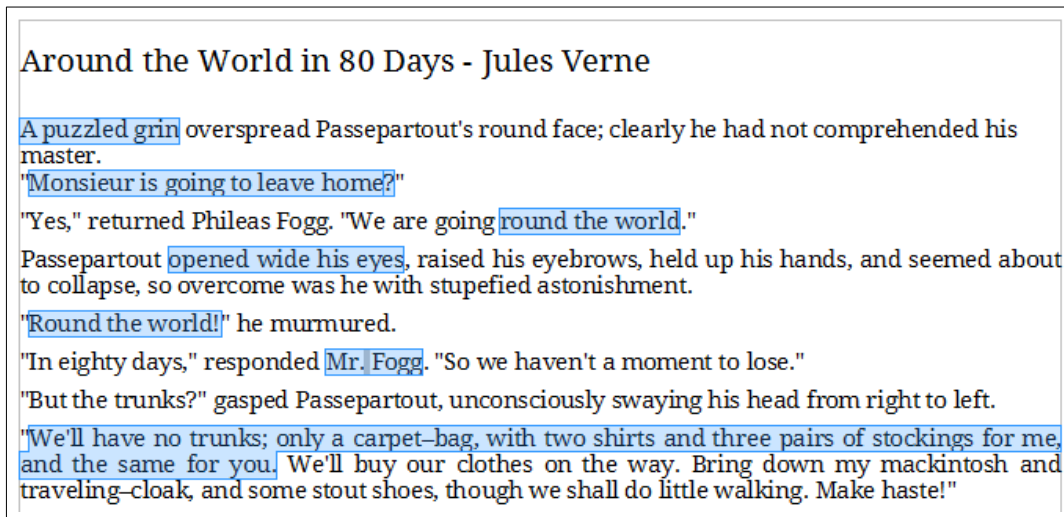 Around the World in 80 Days - Jules Verne
A puzzled grin overspread Passepartout's round face; clearly he had not comprehended his
master.
"Monsieur is going to leave home?"
"Yes," returned Phileas Fogg. "We are going round the world."
Passepartout opened wide his eyes, raised his eyebrows, held up his hands, and seemed about
to collapse, so overcome was he with stupefied astonishment.
"Round the world!" he murmured.
"In eighty days," responded Mr. Fogg. "So we haven't a moment to lose."
"But the trunks?" gasped Passepartout, unconsciously swaying his head from right to left.
"We'll have no trunks; only a carpet–bag, with two shirts and three pairs of stockings for me,
and the same for you. We'll buy our clothes on the way. Bring down my mackintosh and
traveling–cloak, and some stout shoes, though we shall do little walking. Make haste!"